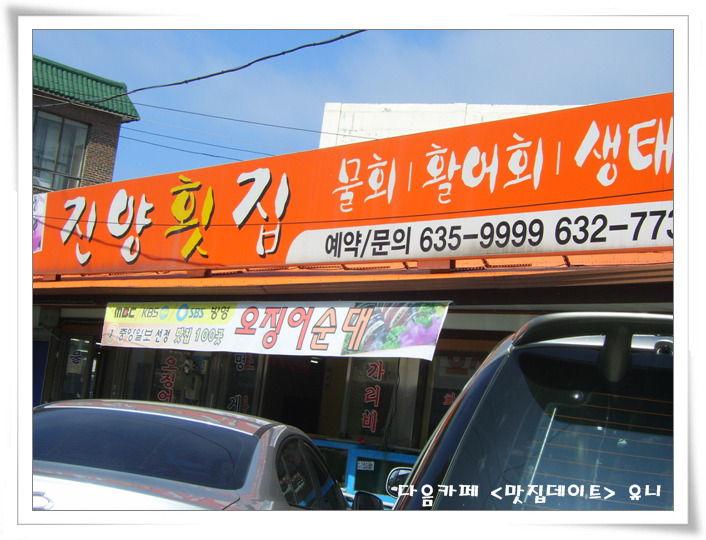 진양횟집 물회 | 활어회 | 생태
예약/문의 635-9999 632-773
MBC KBS SBS 방영
중앙일보 선정 맛집 100곳
오징어순대
가리비
*다음카페 <맛집데이트> 유니